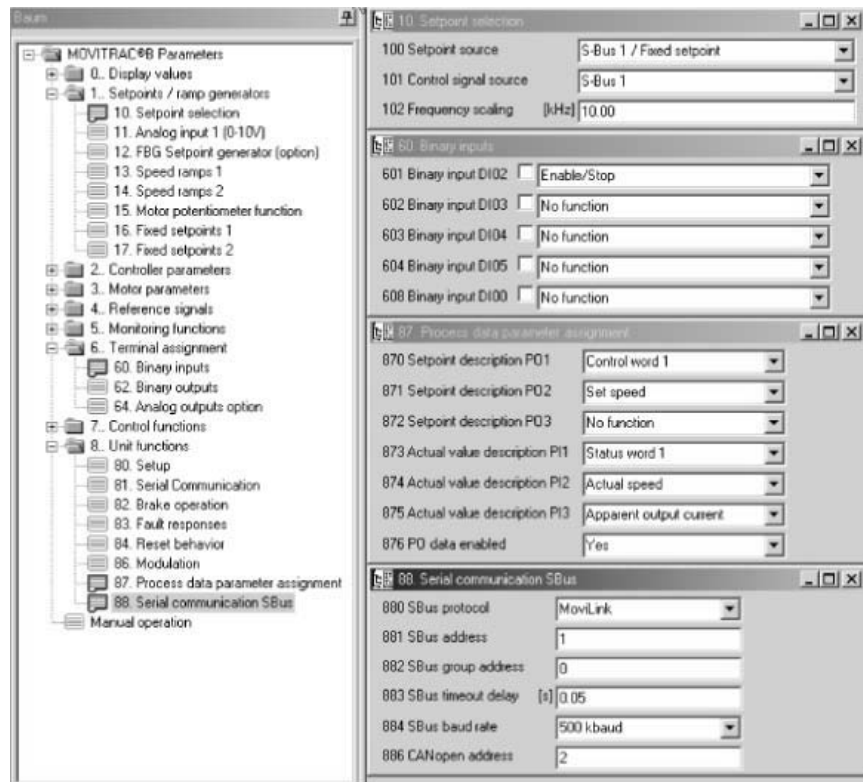 Baum
MOVITRAC®B Parameters
0.. Display values
1.. Setpoints / ramp generators
10. Setpoint selection
11. Analog input 1 (0-10V)
12. FBG Setpoint generator (option)
13. Speed ramps 1
14. Speed ramps 2
15. Motor potentiometer function
16. Fixed setpoints 1
17. Fixed setpoints 2
2.. Controller parameters
3.. Motor parameters
4.. Reference signals
5.. Monitoring functions
6.. Terminal assignment
60. Binary inputs
62. Binary outputs
64. Analog outputs option
7.. Control functions
8.. Unit functions
80. Setup
81. Serial Communication
82. Brake operation
83. Fault responses
84. Reset behavior
86. Modulation
87. Process data parameter assignment
88. Serial communication SBus
Manual operation
10. Setpoint selection
100 Setpoint source S-Bus 1 / Fixed setpoint
101 Control signal source S-Bus 1
102 Frequency scaling [kHz] 10.00
60. Binary inputs
601 Binary input DI02 Enable/Stop
602 Binary input DI03 No function
603 Binary input DI04 No function
604 Binary input DI05 No function
608 Binary input DI00 No function
87. Process data parameter assignment
870 Setpoint description PO1 Control word 1
871 Setpoint description PO2 Set speed
872 Setpoint description PO3 No function
873 Actual value description PI1 Status word 1
874 Actual value description PI2 Actual speed
875 Actual value description PI3 Apparent output current
876 PO data enabled Yes
88. Serial communication SBus
880 SBus protocol MoviLink
881 SBus address 1
882 SBus group address 0
883 SBus timeout delay [s] 0.05
884 SBus baud rate 500 kbaud
886 CANopen address 2